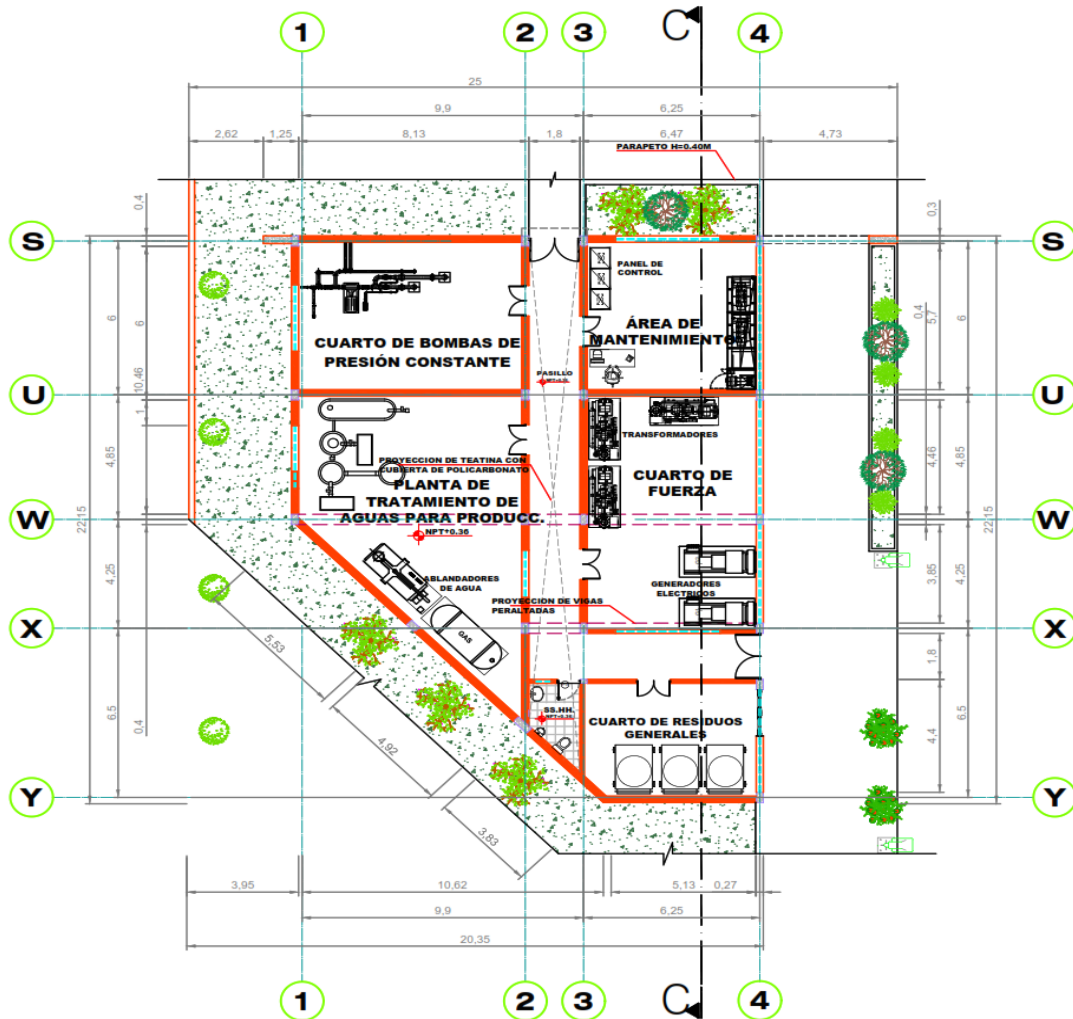 C
1
2
3
4
25
9,9
6,25
2,62
1,25
8,13
1,8
6,47
4,73
PARAPETO H=0.40M
0,4
0,3
S
S
PANEL DE
CONTROL
6
6
0,4
5,7
6
CUARTO DE BOMBAS DE
PRESIÓN CONSTANTE
ÁREA DE
MANTENIMIENTO
PASILLO
10,46
U
U
1
TRANSFORMADORES
4,85
4,46
4,85
PROYECCION DE TEATINA CON
CUBIERTA DE POLICARBONATO
PLANTA DE
TRATAMIENTO DE
AGUAS PARA PRODUCC.
CUARTO DE
FUERZA
W
W
22,15
22,15
NPT+0.36
4,25
3,85
4,25
ABLANDADORES
DE AGUA
GENERADORES
ELECTRICOS
PROYECCION DE VIGAS
PERALTADAS
GAS
X
X
5,53
1,8
6,5
6,5
0,4
SS.HH.
CUARTO DE RESIDUOS
GENERALES
4,4
4,92
Y
Y
3,83
3,95
10,62
5,13
0,27
9,9
6,25
20,35
1
2
3
C
4